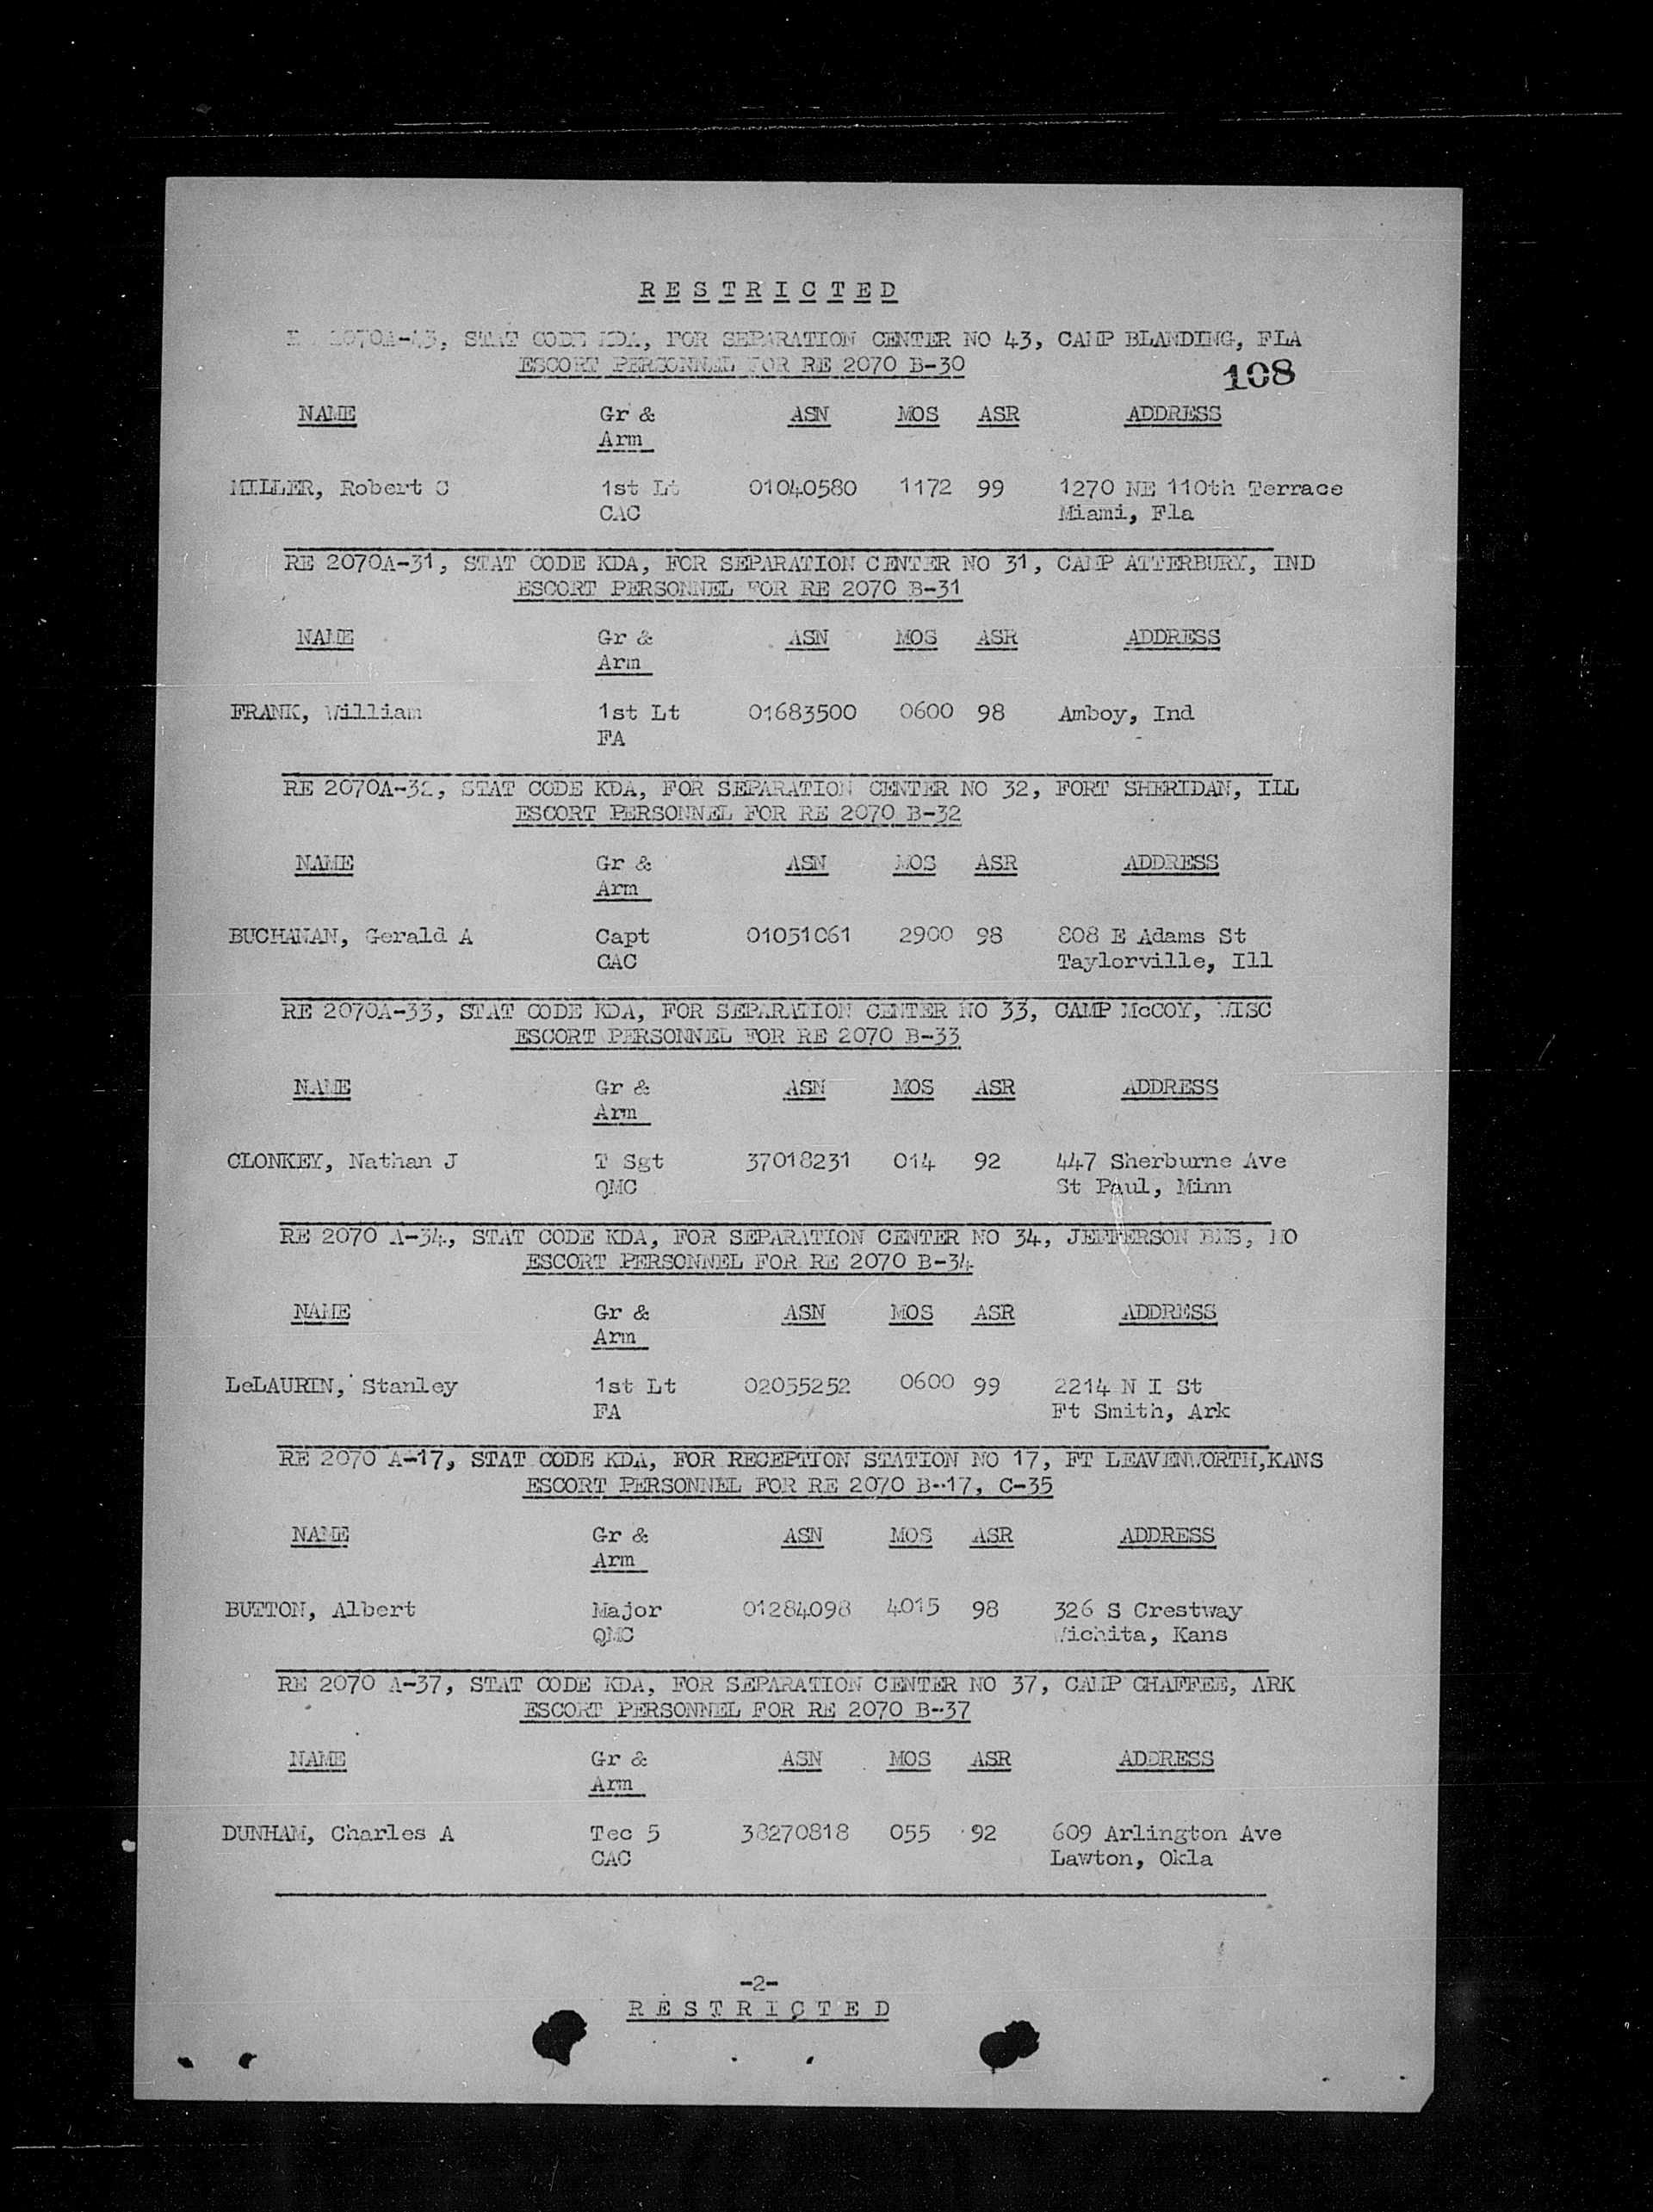 RESTRICTED
2070A-43, STAT CODE KDA, FOR SEPARATION CENTER NO 43, CAMP BLANDING, FLA
ESCORT PERSONNEL FOR RE 2070 B-30
108
NAME Gr & ASN MOS ASR ADDRESS
Arm
MILLER, Robert C 1st Lt 01040580 1172 99 1270 NE 110th Terrace
CAC Miami, Fla
RE 2070A-31, STAT CODE KDA, FOR SEPARATION CENTER NO 31, CAMP ATTERBURY, IND
ESCORT PERSONNEL FOR RE 2070 B-31
NAME Gr & ASN MOS ASR ADDRESS
Arm
FRANK, William 1st Lt 01683500 0600 98 Amboy, Ind
FA
RE 2070A-32, STAT CODE KDA, FOR SEPARATION CENTER NO 32, FORT SHERIDAN, ILL
ESCORT PERSONNEL FOR RE 2070 B-32
NAME Gr & ASN MOS ASR ADDRESS
Arm
BUCHANAN, Gerald A Capt 01051061 2900 98 808 E Adams St
CAC Taylorville, Ill
RE 2070A-33, STAT CODE KDA, FOR SEPARATION CENTER NO 33, CAMP McCOY, WISC
ESCORT PERSONNEL FOR RE 2070 B-33
NAME Gr & ASN MOS ASR ADDRESS
Arm
CLONKEY, Nathan J T Sgt 37018231 014 92 447 Sherburne Ave
QMC St Paul, Minn
RE 2070 A-34, STAT CODE KDA, FOR SEPARATION CENTER NO 34, JEFFERSON BKS, MO
ESCORT PERSONNEL FOR RE 2070 B-34
NAME Gr & ASN MOS ASR ADDRESS
Arm
LeLAURIN, Stanley 1st Lt 02055252 0600 99 2214 N I St
FA Ft Smith, Ark
RE 2070 A-17, STAT CODE KDA, FOR RECEPTION STATION NO 17, FT LEAVENWORTH,KANS
ESCORT PERSONNEL FOR RE 2070 B-17, C-35
NAME Gr & ASN MOS ASR ADDRESS
Arm
BUTTON, Albert Major 01284098 4015 98 326 S Crestway
QMC Wichita, Kans
RE 2070 A-37, STAT CODE KDA, FOR SEPARATION CENTER NO 37, CAMP CHAFFEE, ARK
ESCORT PERSONNEL FOR RE 2070 B-37
NAME Gr & ASN MOS ASR ADDRESS
Arm
DUNHAM, Charles A Tec 5 38270818 055 92 609 Arlington Ave
CAC Lawton, Okla
-2-
RESTRICTED